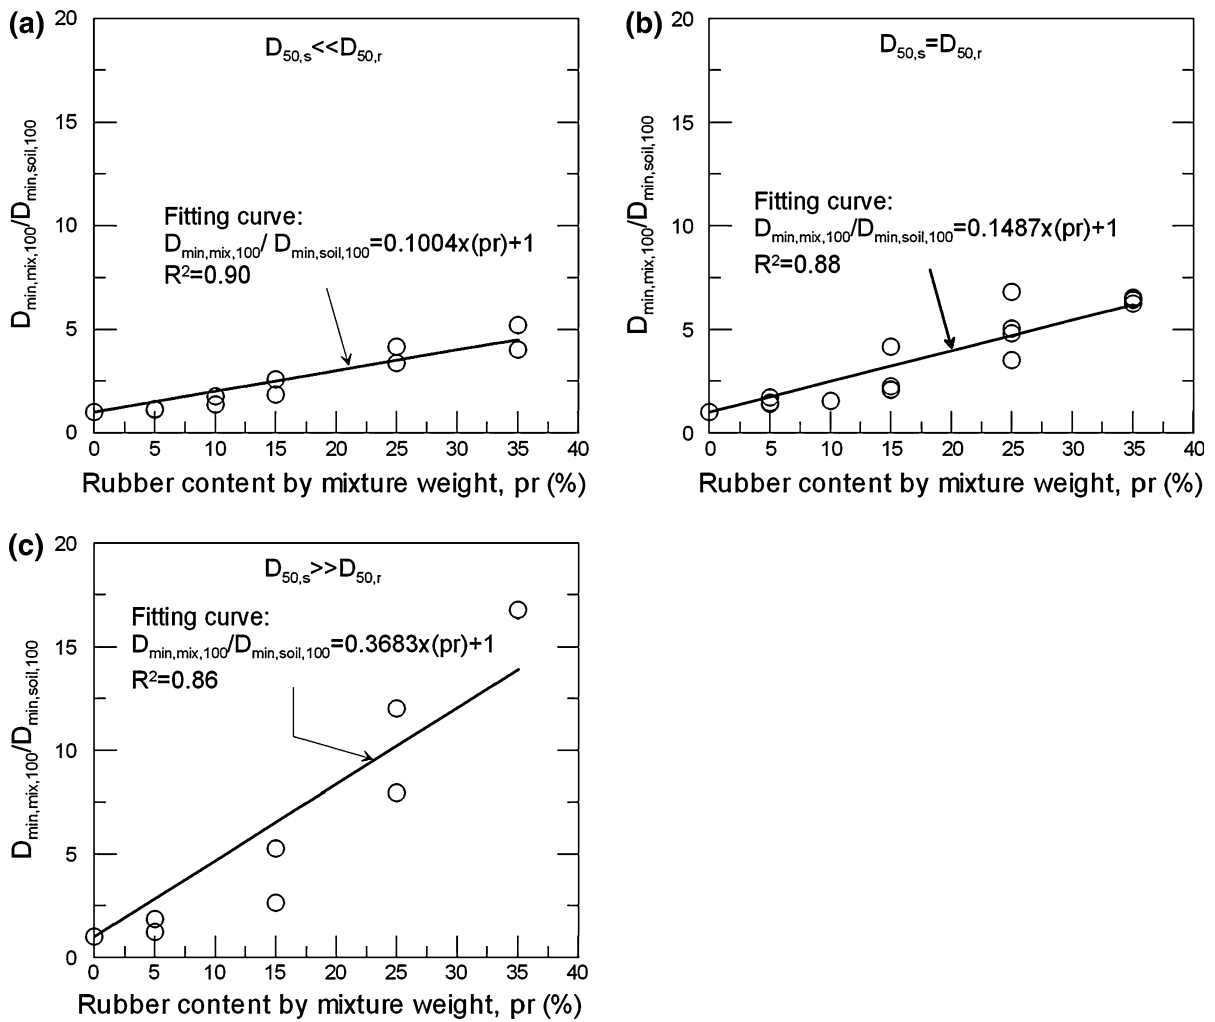 (a)
D50,s<<D50,r
Dmin,mix,100/Dmin,soil,100
20
15
10
5
0
Fitting curve:
Dmin,mix,100/ Dmin,soil,100=0.1004x(pr)+1
R²=0.90
0 5 10 15 20 25 30 35 40
Rubber content by mixture weight, pr (%)
(b)
D50,s=D50,r
Dmin,mix,100/Dmin,soil,100
20
15
10
5
0
Fitting curve:
Dmin,mix,100/Dmin,soil,100=0.1487x(pr)+1
R²=0.88
0 5 10 15 20 25 30 35 40
Rubber content by mixture weight, pr (%)
(c)
D50,s>>D50,r
Dmin,mix,100/Dmin,soil,100
20
15
10
5
0
Fitting curve:
Dmin,mix,100/Dmin,soil,100=0.3683x(pr)+1
R²=0.86
0 5 10 15 20 25 30 35 40
Rubber content by mixture weight, pr (%)